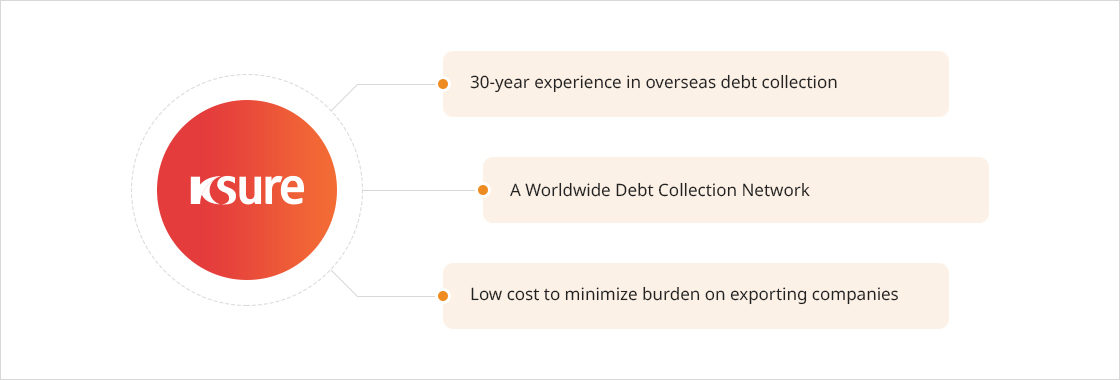 ksure
30-year experience in overseas debt collection
A Worldwide Debt Collection Network
Low cost to minimize burden on exporting companies